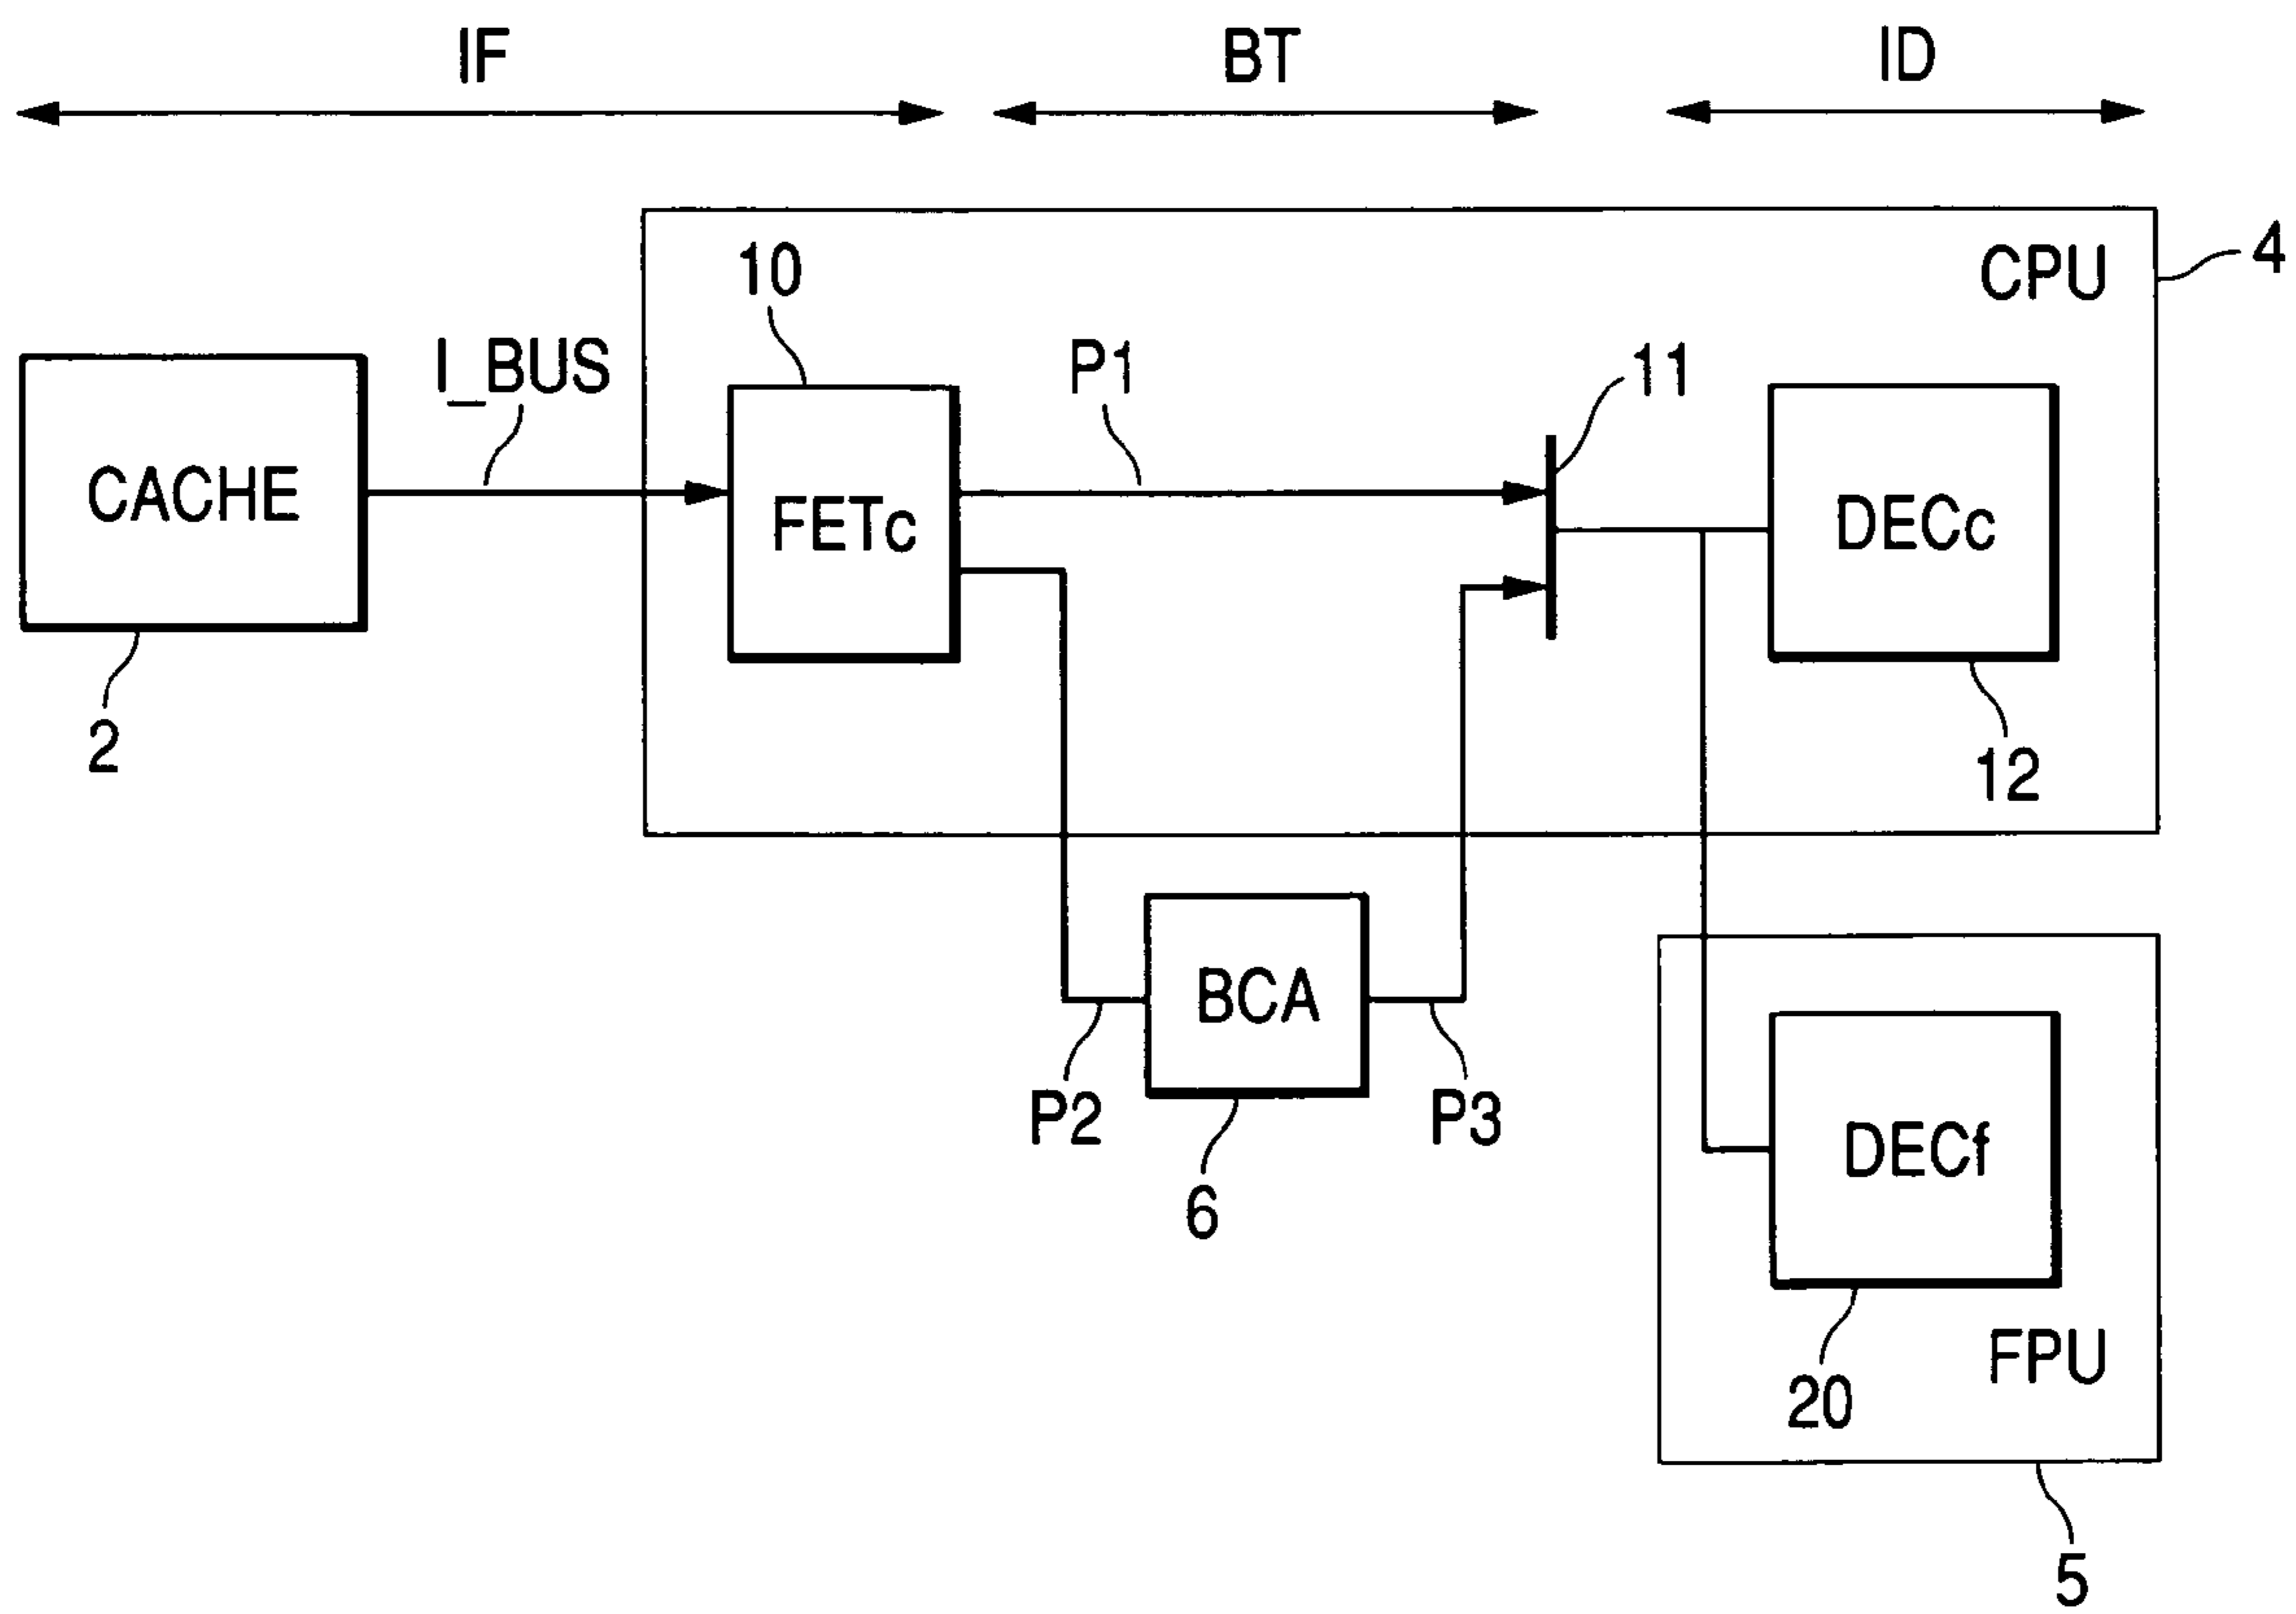 IF
BT
ID
CPU
4
10
I_BUS
P1
11
CACHE
FETc
DECc
2
12
BCA
P2
P3
6
DECf
FPU
20
5